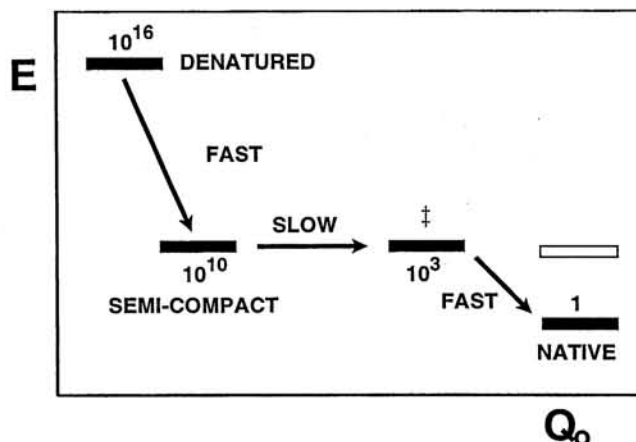 10^16
E
DENATURED
FAST
SLOW
‡
10^10
10^3
SEMI-COMPACT
FAST
1
NATIVE
Q₀